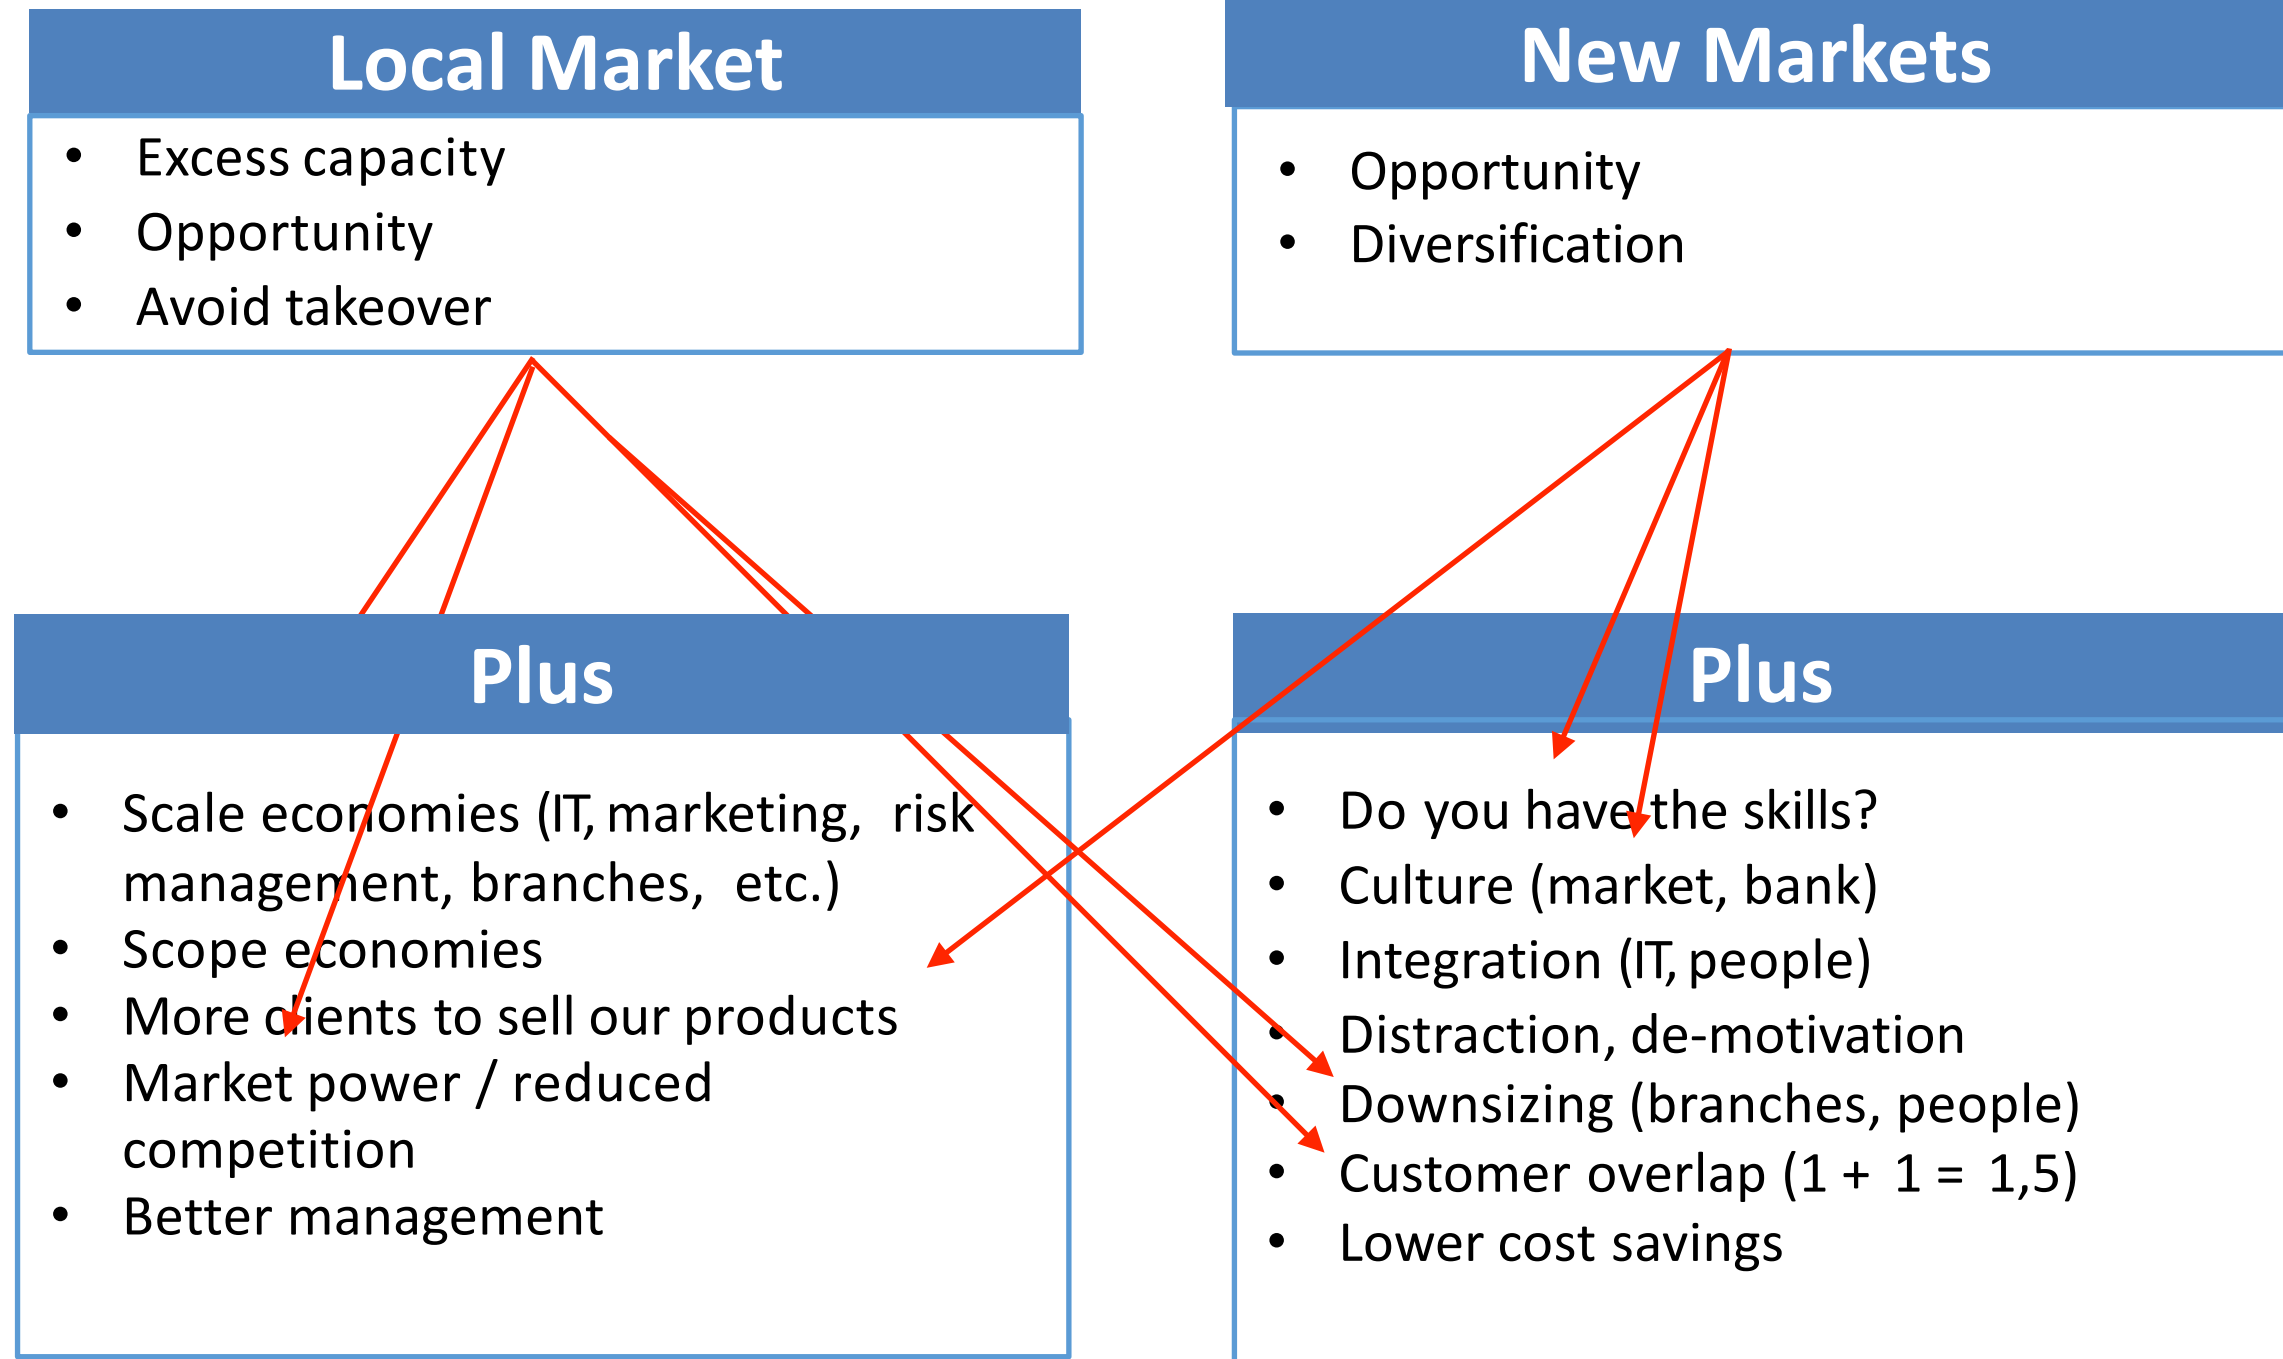 Local Market
• Excess capacity
• Opportunity
• Avoid takeover
New Markets
• Opportunity
• Diversification
Plus
• Scale economies (IT, marketing, risk
management, branches, etc.)
• Scope economies
• More clients to sell our products
• Market power / reduced
competition
• Better management
Plus
• Do you have the skills?
• Culture (market, bank)
• Integration (IT, people)
• Distraction, de-motivation
• Downsizing (branches, people)
• Customer overlap (1 + 1 = 1,5)
• Lower cost savings